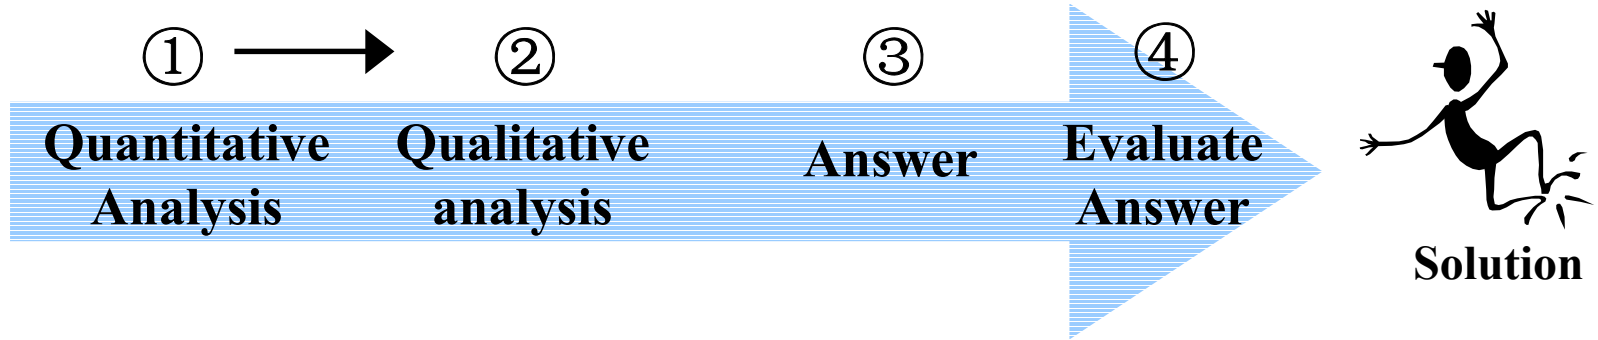 ① ② ③ ④
Quantitative
Analysis
Qualitative
analysis
Answer
Evaluate
Answer
Solution